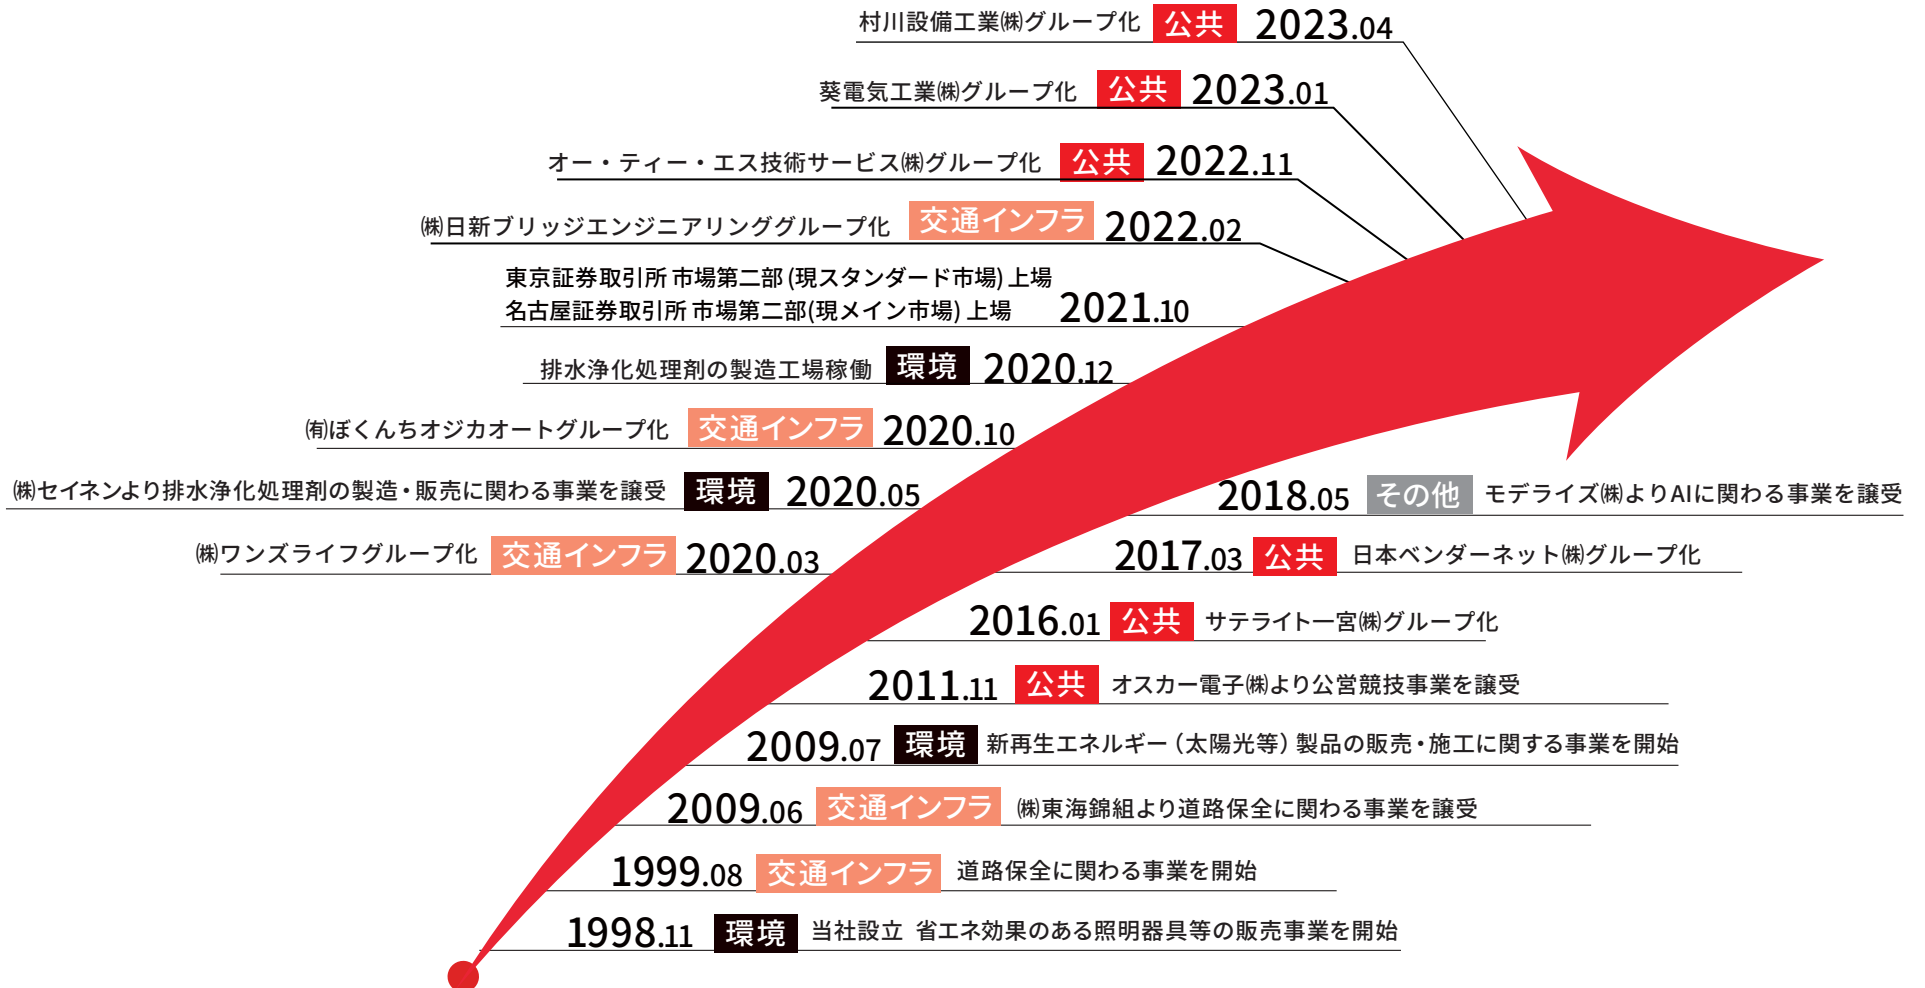 村川設備工業㈱グループ化 公共 2023.04
葵電気工業㈱グループ化 公共 2023.01
オー・ティー・エス技術サービス㈱グループ化 公共 2022.11
㈱日新ブリッジエンジニアリンググループ化 交通インフラ 2022.02
東京証券取引所 市場第二部 (現スタンダード市場) 上場
名古屋証券取引所 市場第二部(現メイン市場) 上場 2021.10
排水浄化処理剤の製造工場稼働 環境 2020.12
㈲ぼくんちオジカオートグループ化 交通インフラ 2020.10
㈱セイネンより排水浄化処理剤の製造・販売に関わる事業を譲受 環境 2020.05
㈱ワンズライフグループ化 交通インフラ 2020.03
2018.05 その他 モデライズ㈱よりAIに関わる事業を譲受
2017.03 公共 日本ベンダーネット㈱グループ化
2016.01 公共 サテライト一宮㈱グループ化
2011.11 公共 オスカー電子㈱より公営競技事業を譲受
2009.07 環境 新再生エネルギー（太陽光等）製品の販売・施工に関する事業を開始
2009.06 交通インフラ ㈱東海錦組より道路保全に関わる事業を譲受
1999.08 交通インフラ 道路保全に関わる事業を開始
1998.11 環境 当社設立 省エネ効果のある照明器具等の販売事業を開始